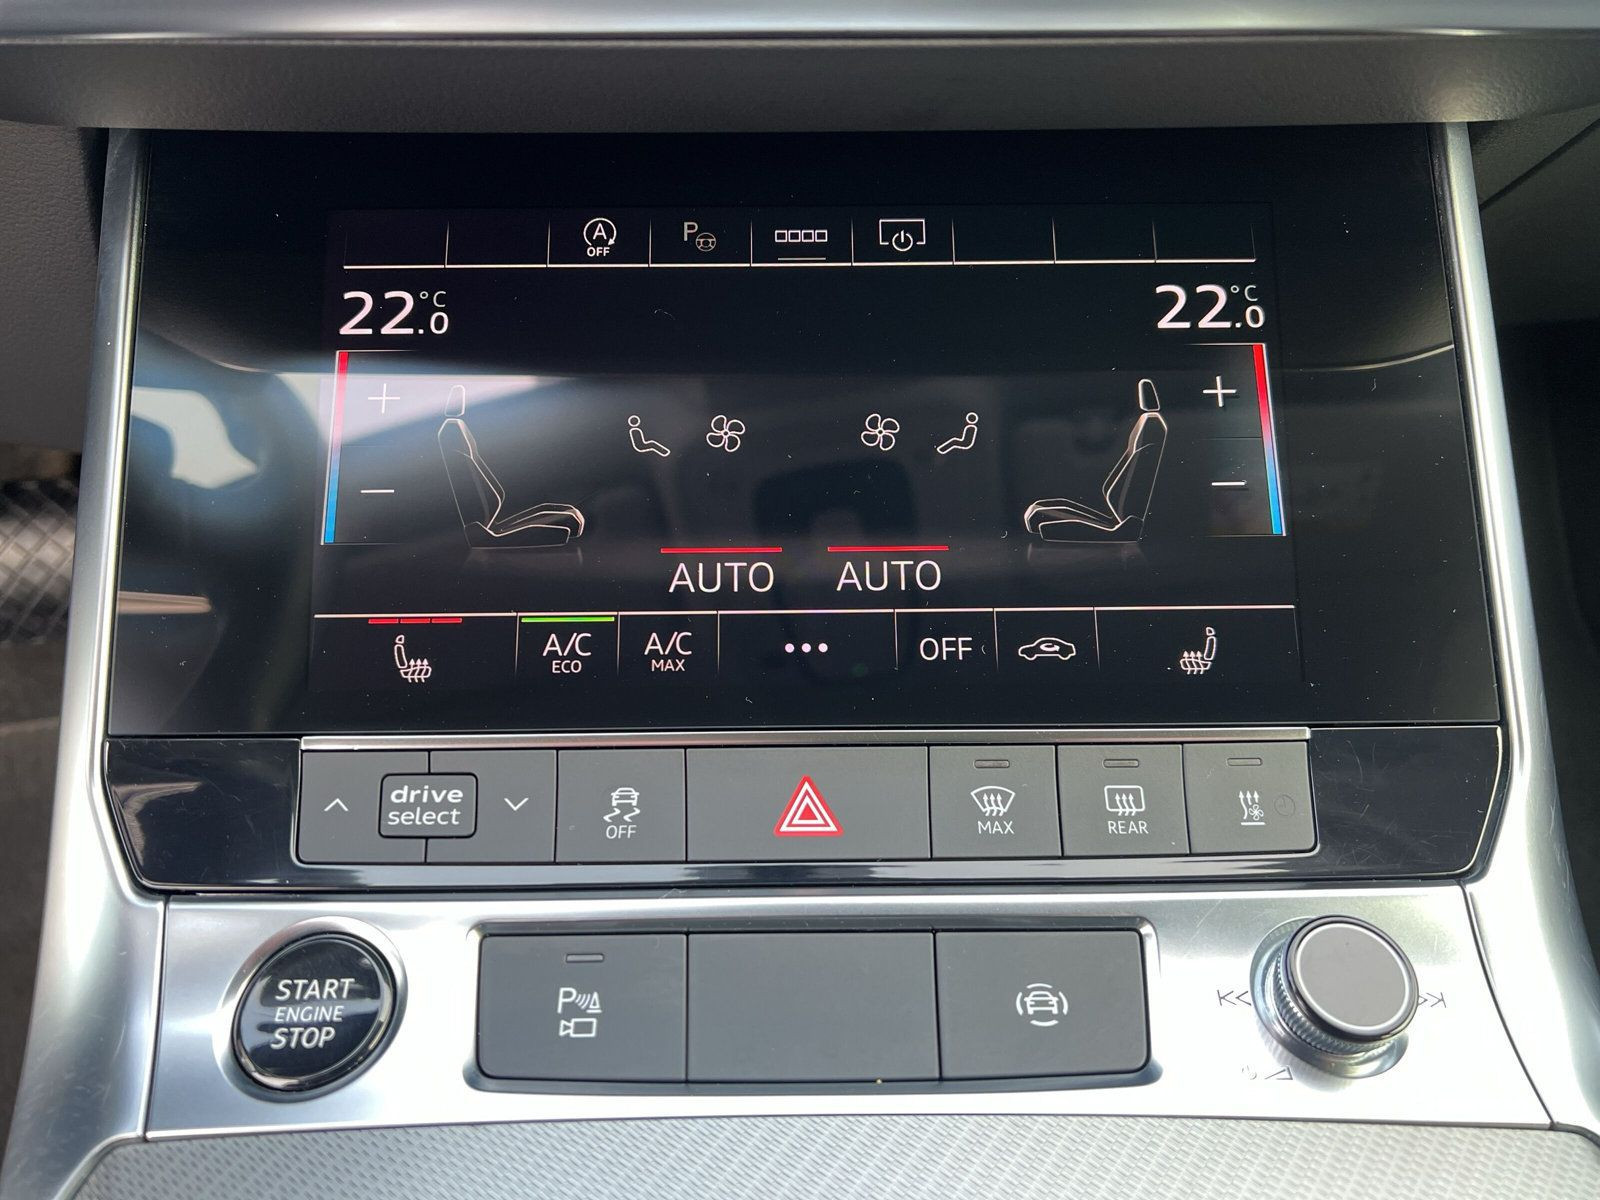 A
OFF
P
22.0 °C
22.0 °C
AUTO AUTO
A/C
ECO
A/C
MAX
OFF
drive
select
OFF
MAX
REAR
START
ENGINE
STOP
P